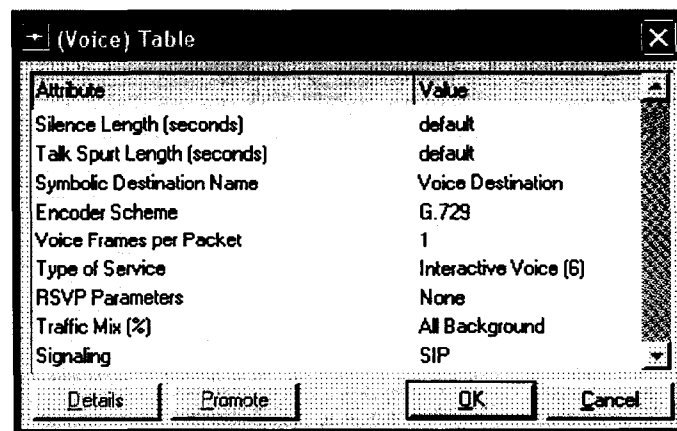 (Voice) Table
Attribute Value
Silence Length (seconds) default
Talk Spurt Length (seconds) default
Symbolic Destination Name Voice Destination
Encoder Scheme G.729
Voice Frames per Packet 1
Type of Service Interactive Voice (6)
RSVP Parameters None
Traffic Mix (%) All Background
Signaling SIP
Details Promote OK Cancel